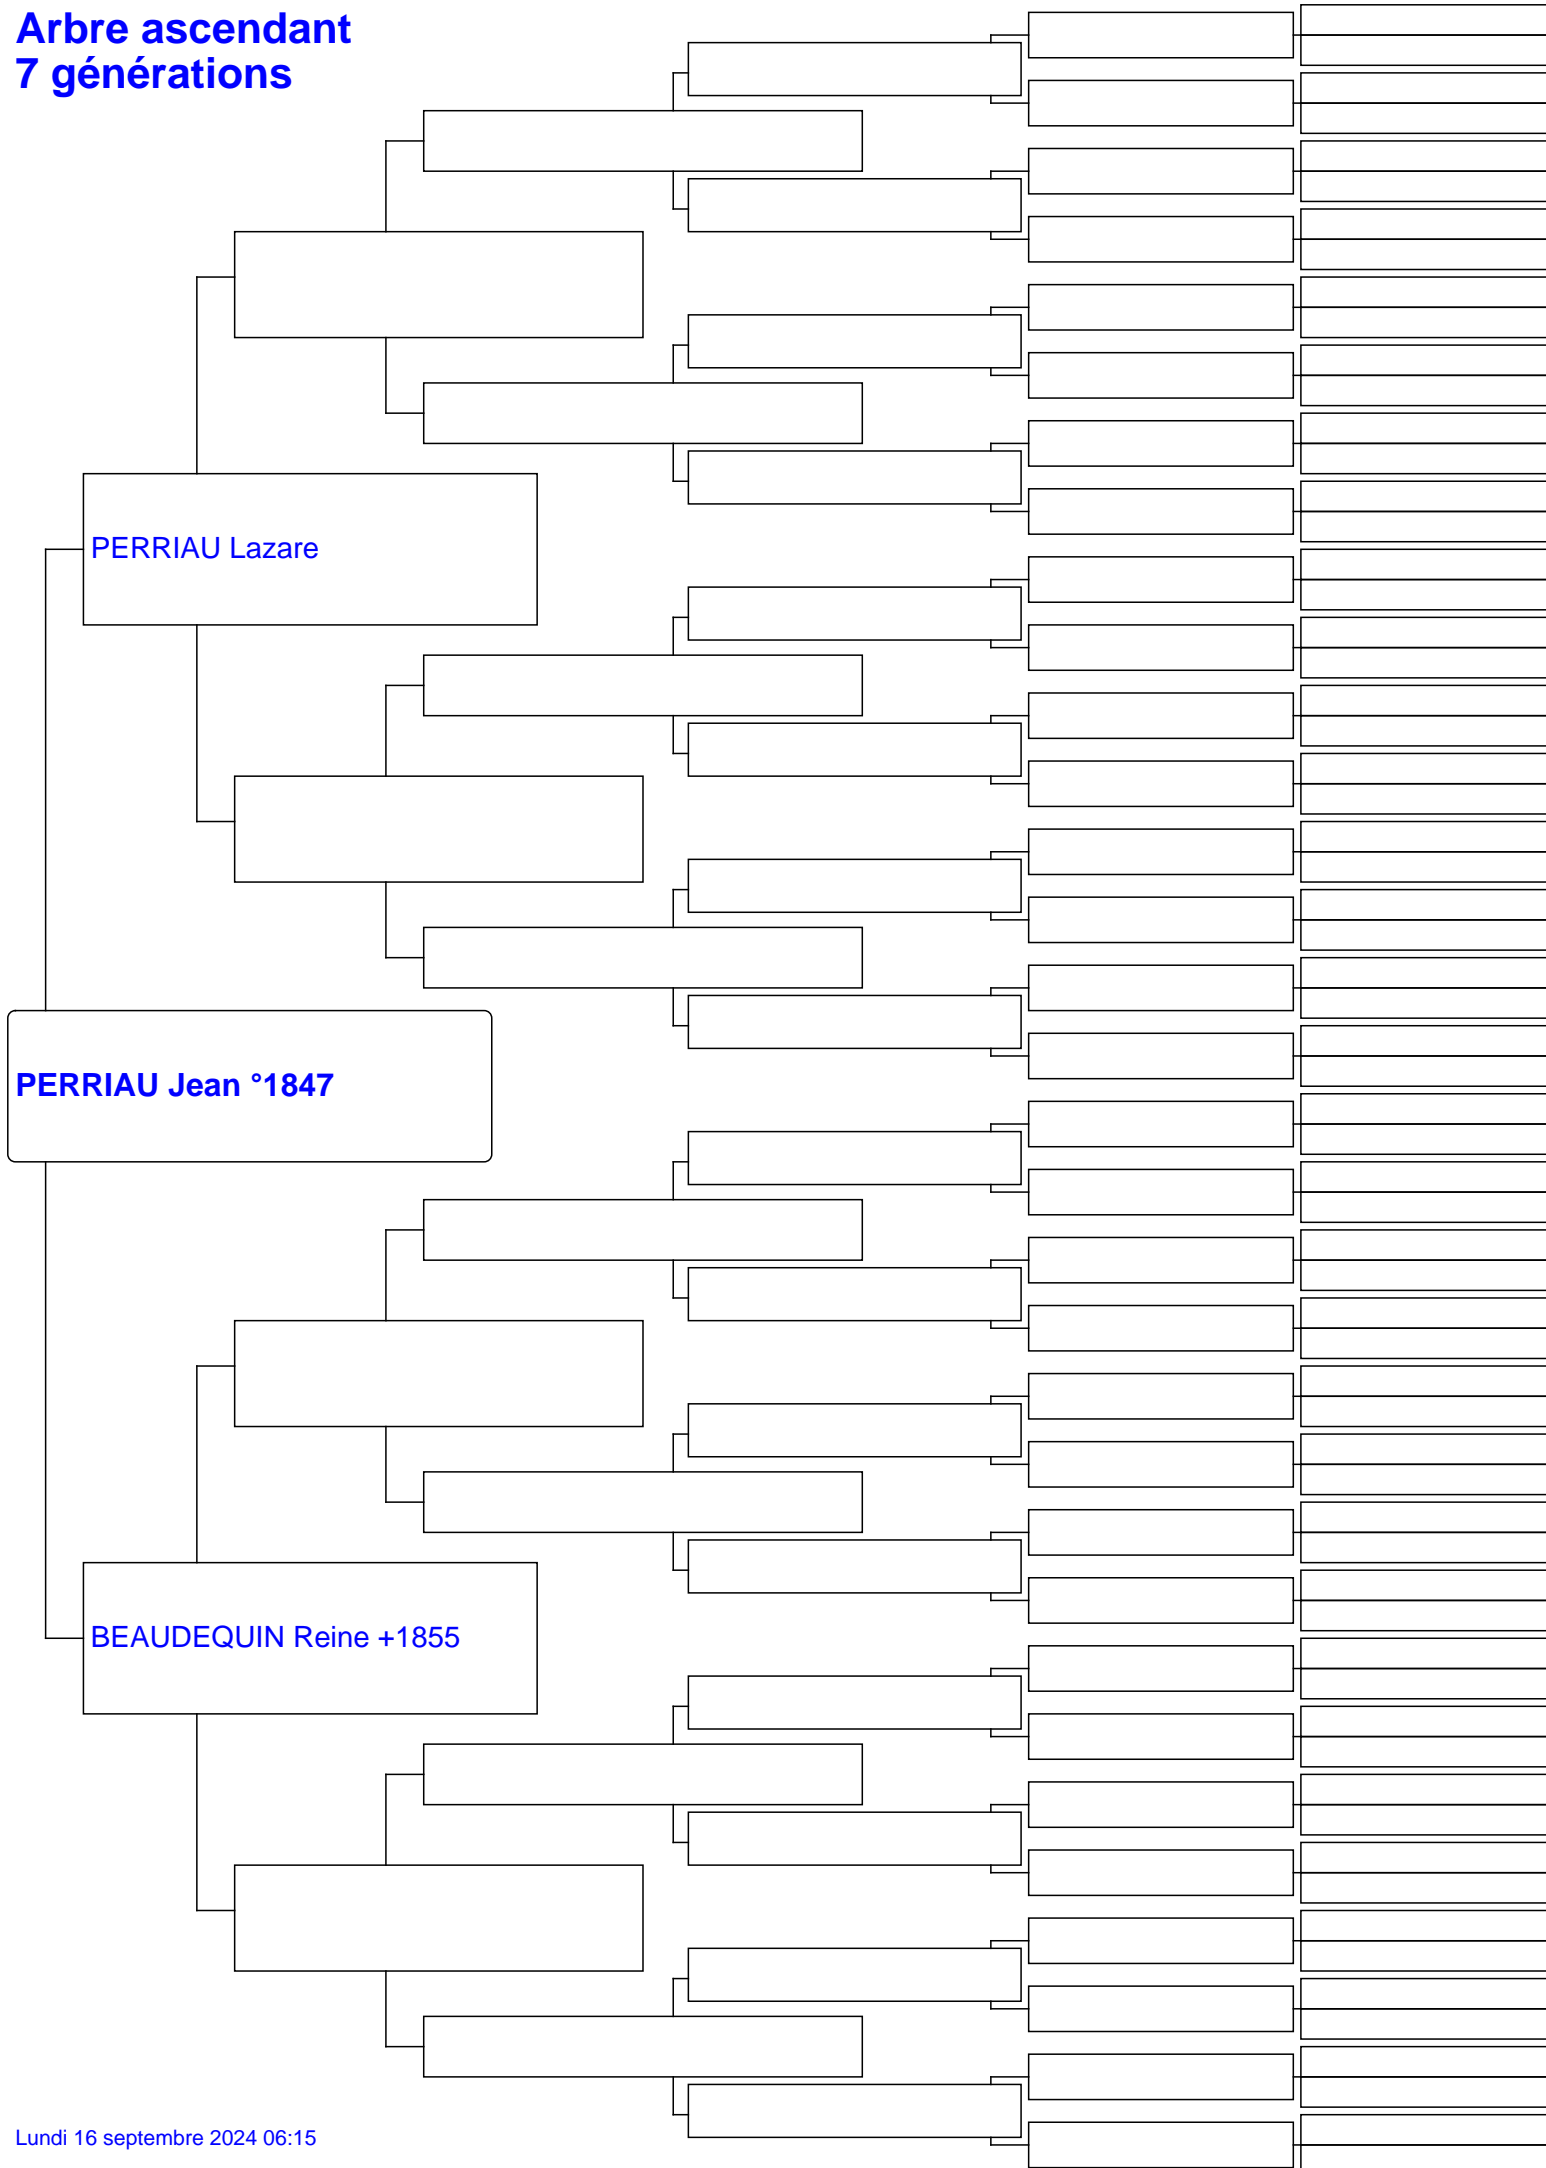 Arbre ascendant
7 générations
PERRIAU Lazare
PERRIAU Jean °1847
BEAUDEQUIN Reine +1855
Lundi 16 septembre 2024 06:15